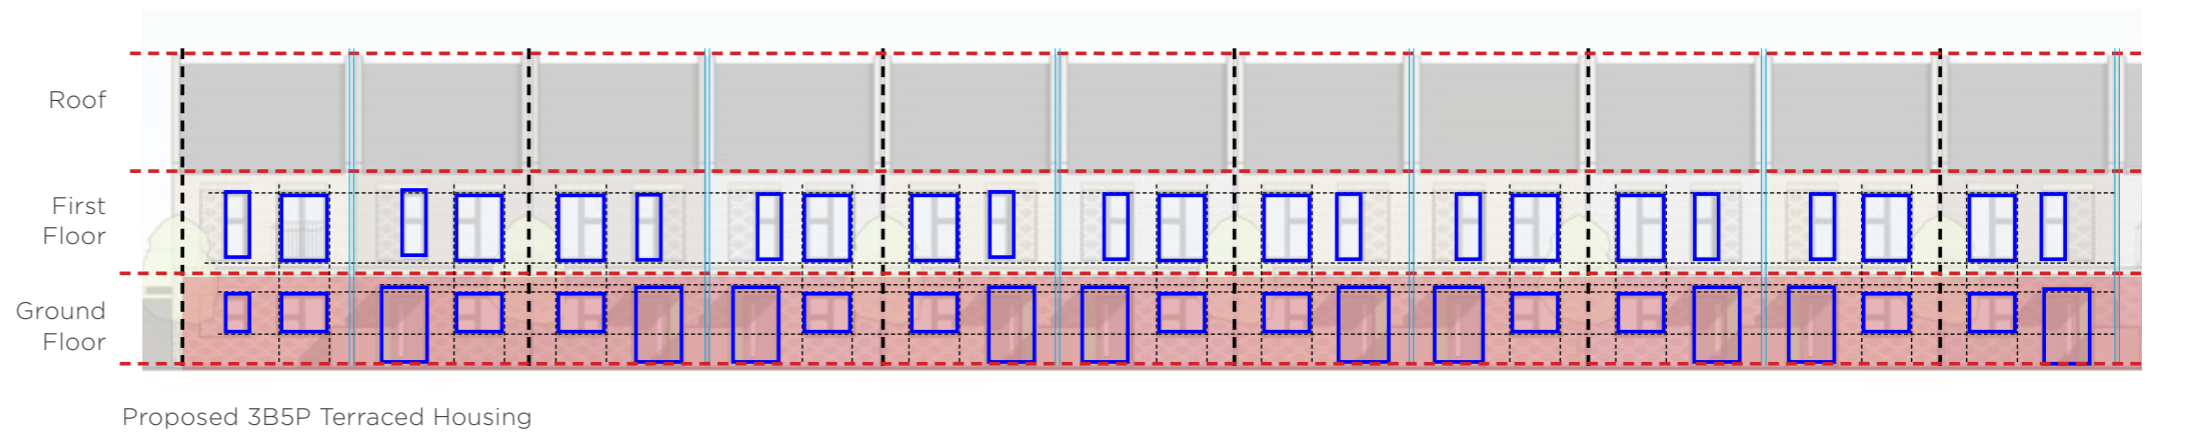 Roof
First
Floor
Ground
Floor
Proposed 3B5P Terraced Housing